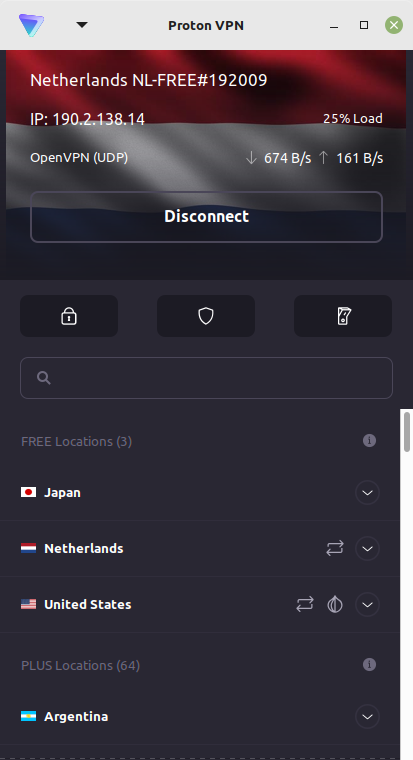 Proton VPN
Netherlands NL-FREE#192009
IP: 190.2.138.14 25% Load
OpenVPN (UDP) ↓ 674 B/s ↑ 161 B/s
Disconnect
FREE Locations (3)
Japan
Netherlands
United States
PLUS Locations (64)
Argentina